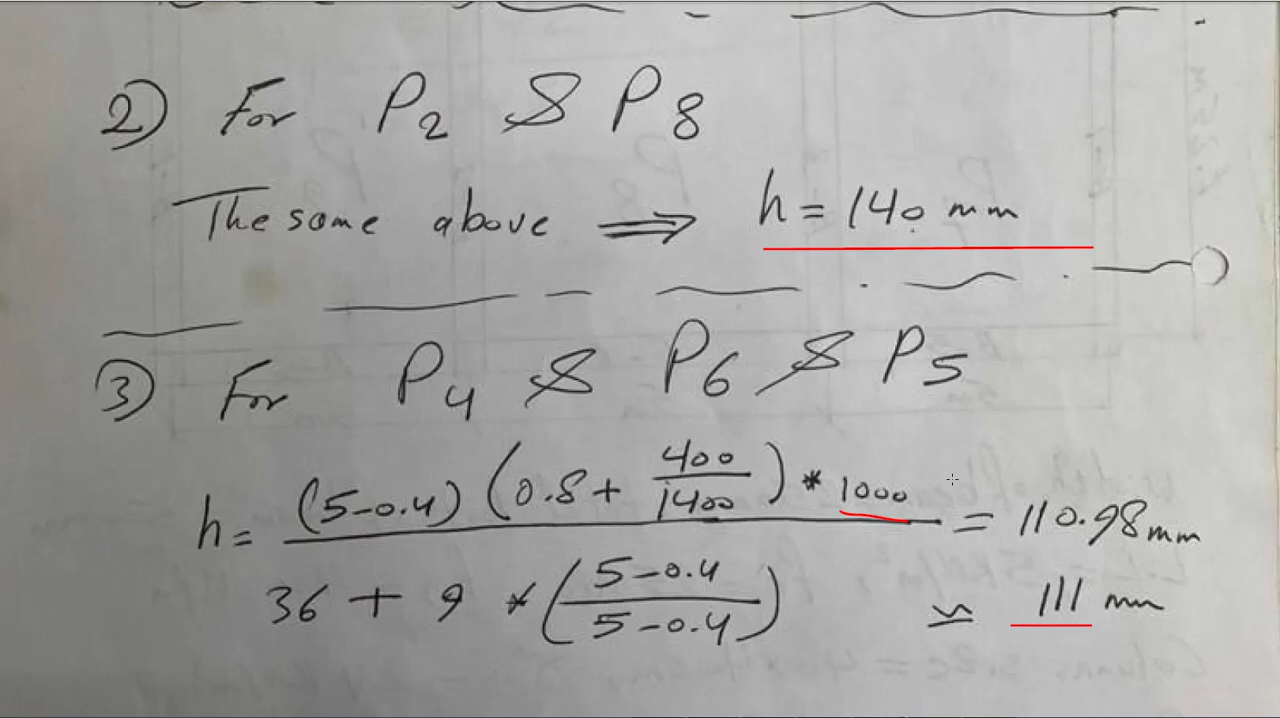 2) For P2 & P8
The same above ⟹ h = 140 mm
3) For P4 & P6 & P5
h = (5-0.4) (0.8 + 400/1400) * 1000 / 36 + 9 * (5-0.4/5-0.4) = 110.98 mm
≃ 111 mm